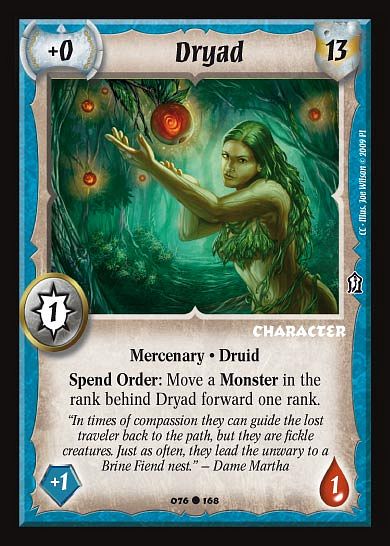 +0
Dryad
13
CC • Illus. Joe Wilson © 2009 PI
1
CHARACTER
Mercenary • Druid
Spend Order: Move a Monster in the
rank behind Dryad forward one rank.
“In times of compassion they can guide the lost
traveler back to the path, but they are fickle
creatures. Just as often, they lead the unwary to a
Brine Fiend nest.” – Dame Martha
+1
1
076 ● 168